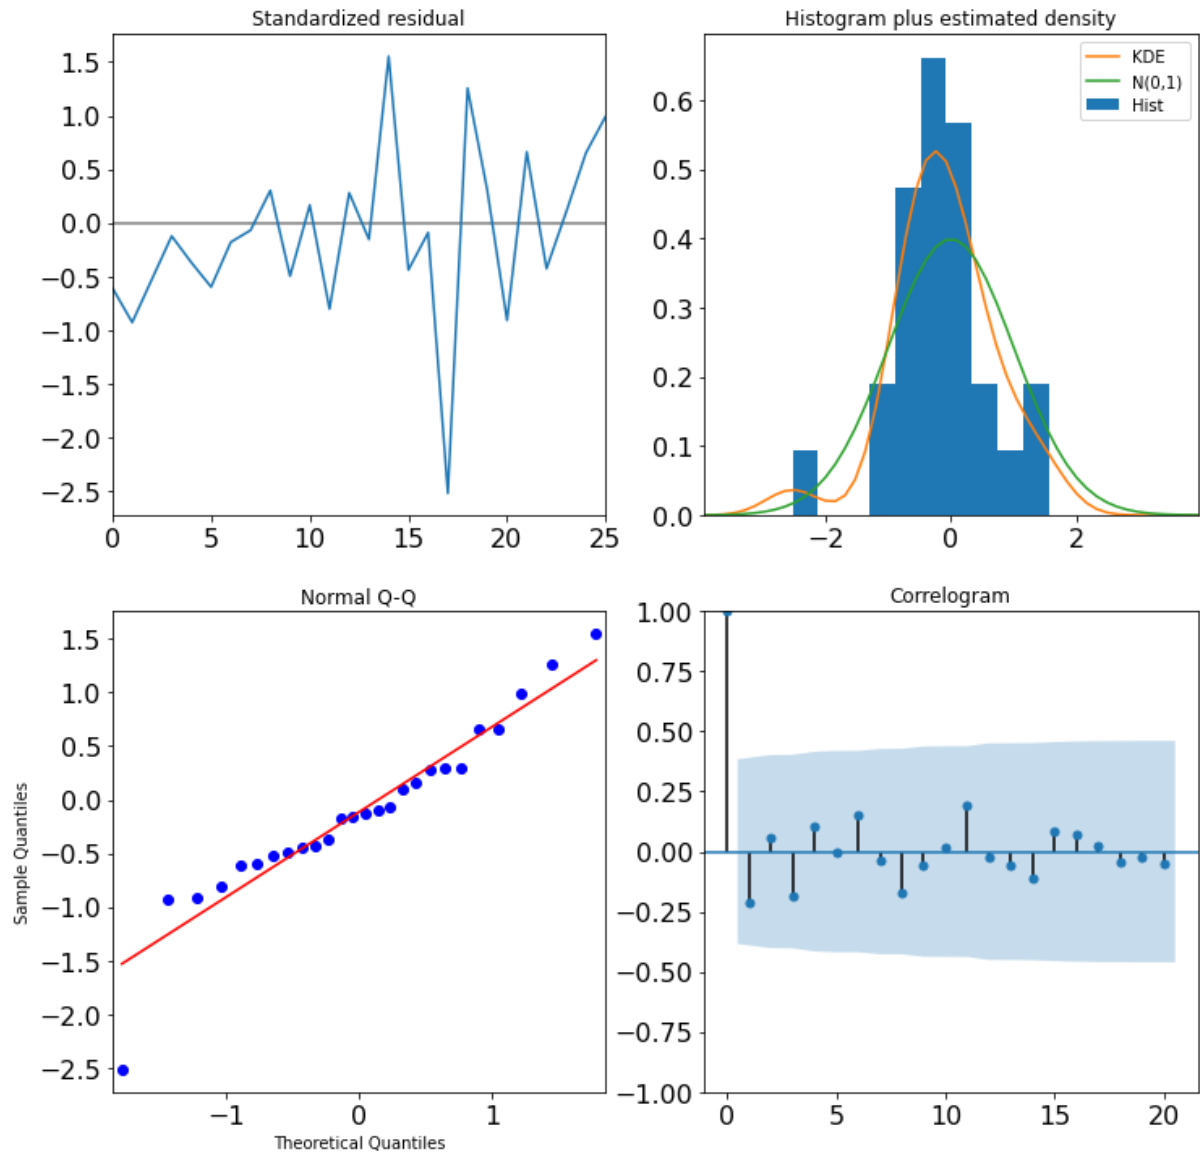 Standardized residual
1.5
1.0
0.5
0.0
−0.5
−1.0
−1.5
−2.0
−2.5
0 5 10 15 20 25
Histogram plus estimated density
KDE
N(0,1)
Hist
0.6
0.5
0.4
0.3
0.2
0.1
0.0
−2 0 2
Normal Q-Q
Sample Quantiles
1.5
1.0
0.5
0.0
−0.5
−1.0
−1.5
−2.0
−2.5
−1 0 1
Theoretical Quantiles
Correlogram
1.00
0.75
0.50
0.25
0.00
−0.25
−0.50
−0.75
−1.00
0 5 10 15 20